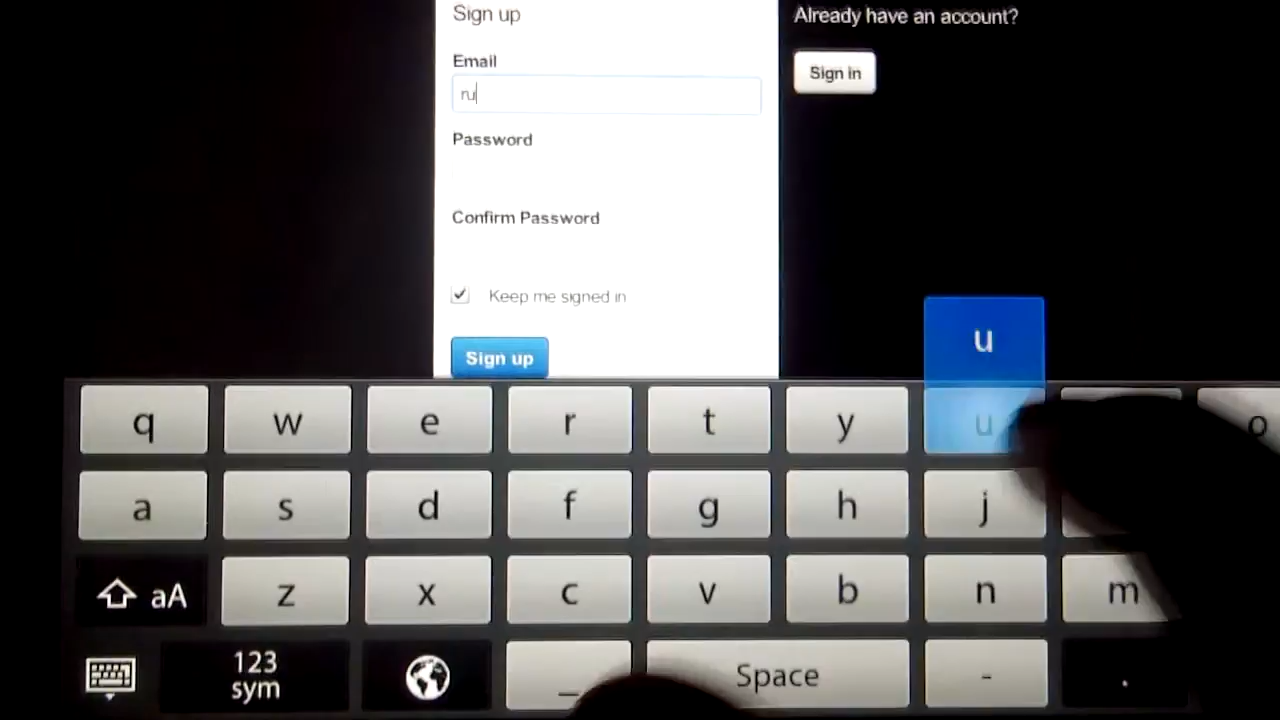 Sign up
Already have an account?
Email
Sign in
ru
Password
Confirm Password
Keep me signed in
u
Sign up
q w e r t y u o
a s d f g h j
aA z x c v b n m
123
sym
_ Space - .